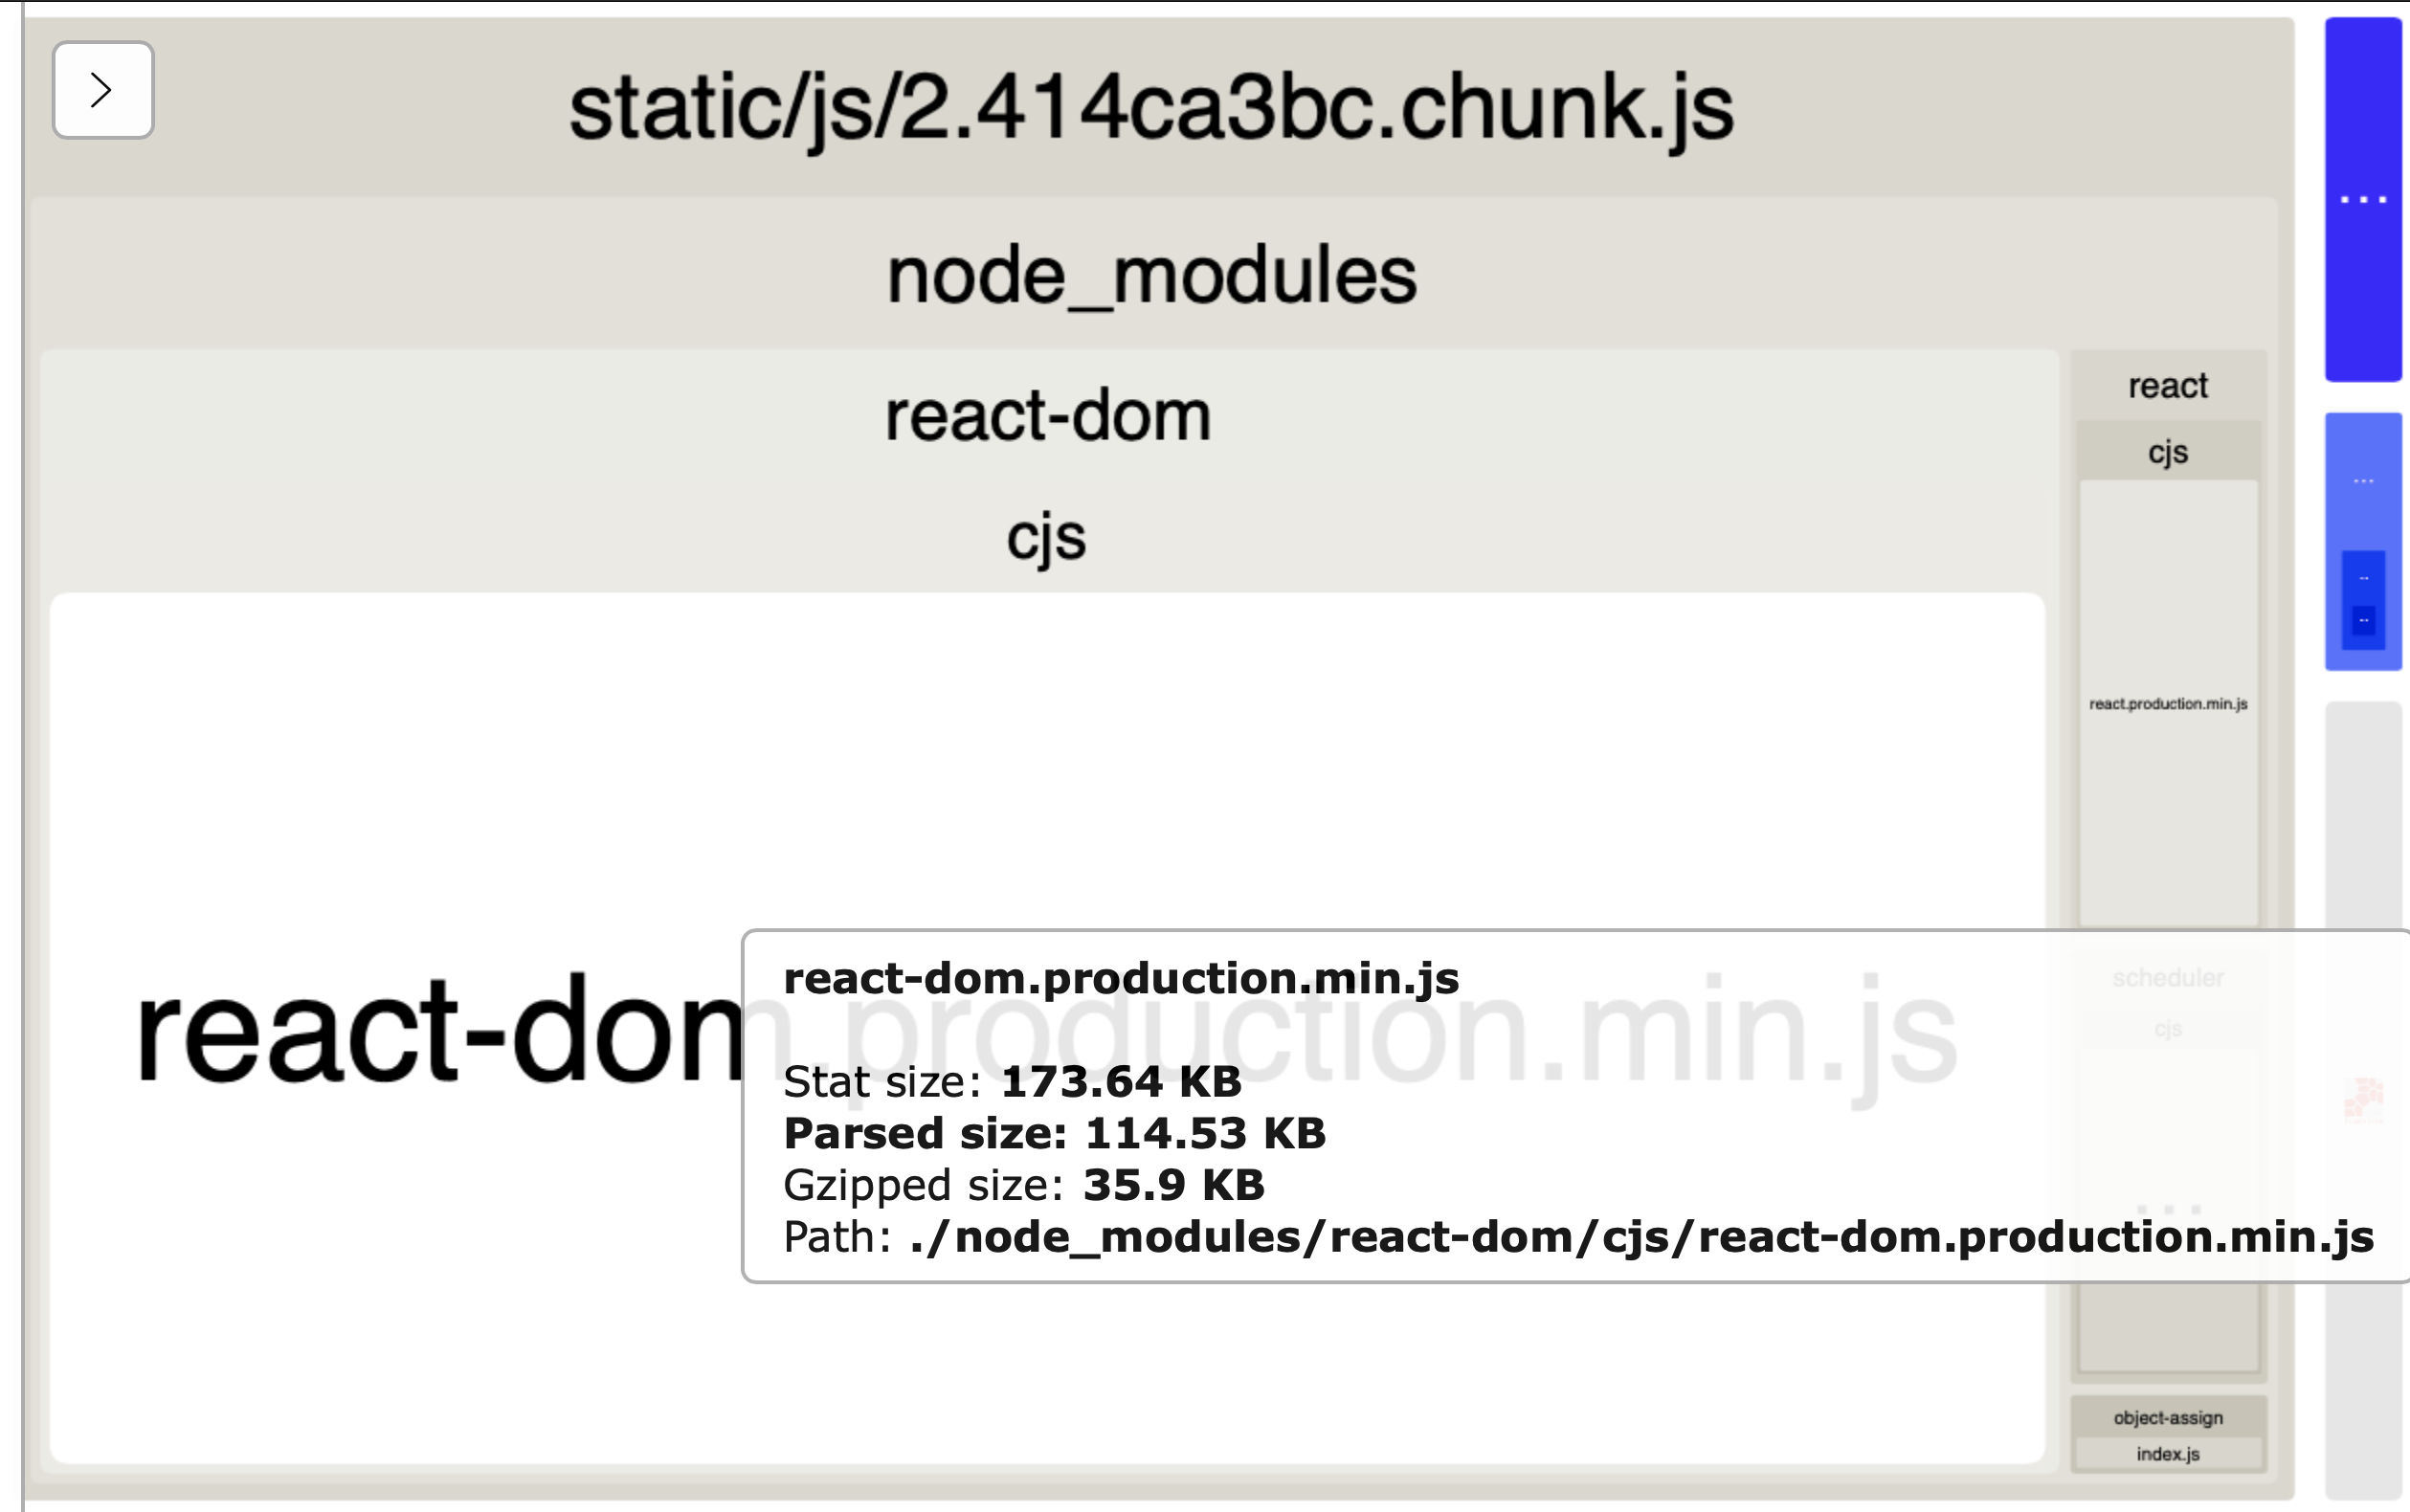 static/js/2.414ca3bc.chunk.js
node_modules
react-dom
cjs
react-dom.production.min.js
react
cjs
react.production.min.js
scheduler
cjs
...
object-assign
index.js
react-dom.production.min.js
Stat size: 173.64 KB
Parsed size: 114.53 KB
Gzipped size: 35.9 KB
Path: ./node_modules/react-dom/cjs/react-dom.production.min.js
...
...